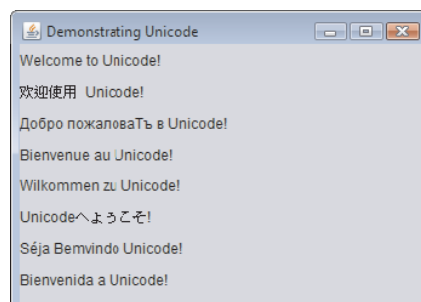 Demonstrating Unicode
Welcome to Unicode!
欢迎使用 Unicode!
Добро пожаловаТъ в Unicode!
Bienvenue au Unicode!
Wilkommen zu Unicode!
Unicodeへようこそ!
Séja Bemvindo Unicode!
Bienvenida a Unicode!